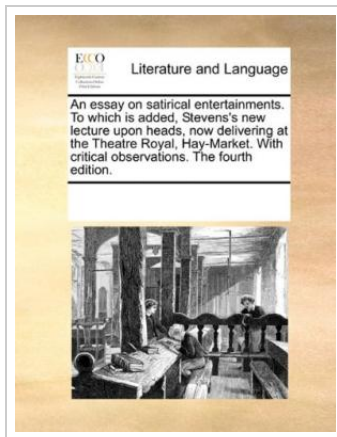 ECCO
Literature and Language
An essay on satirical entertainments.
To which is added, Stevens's new
lecture upon heads, now delivering at
the Theatre Royal, Hay-Market. With
critical observations. The fourth
edition.